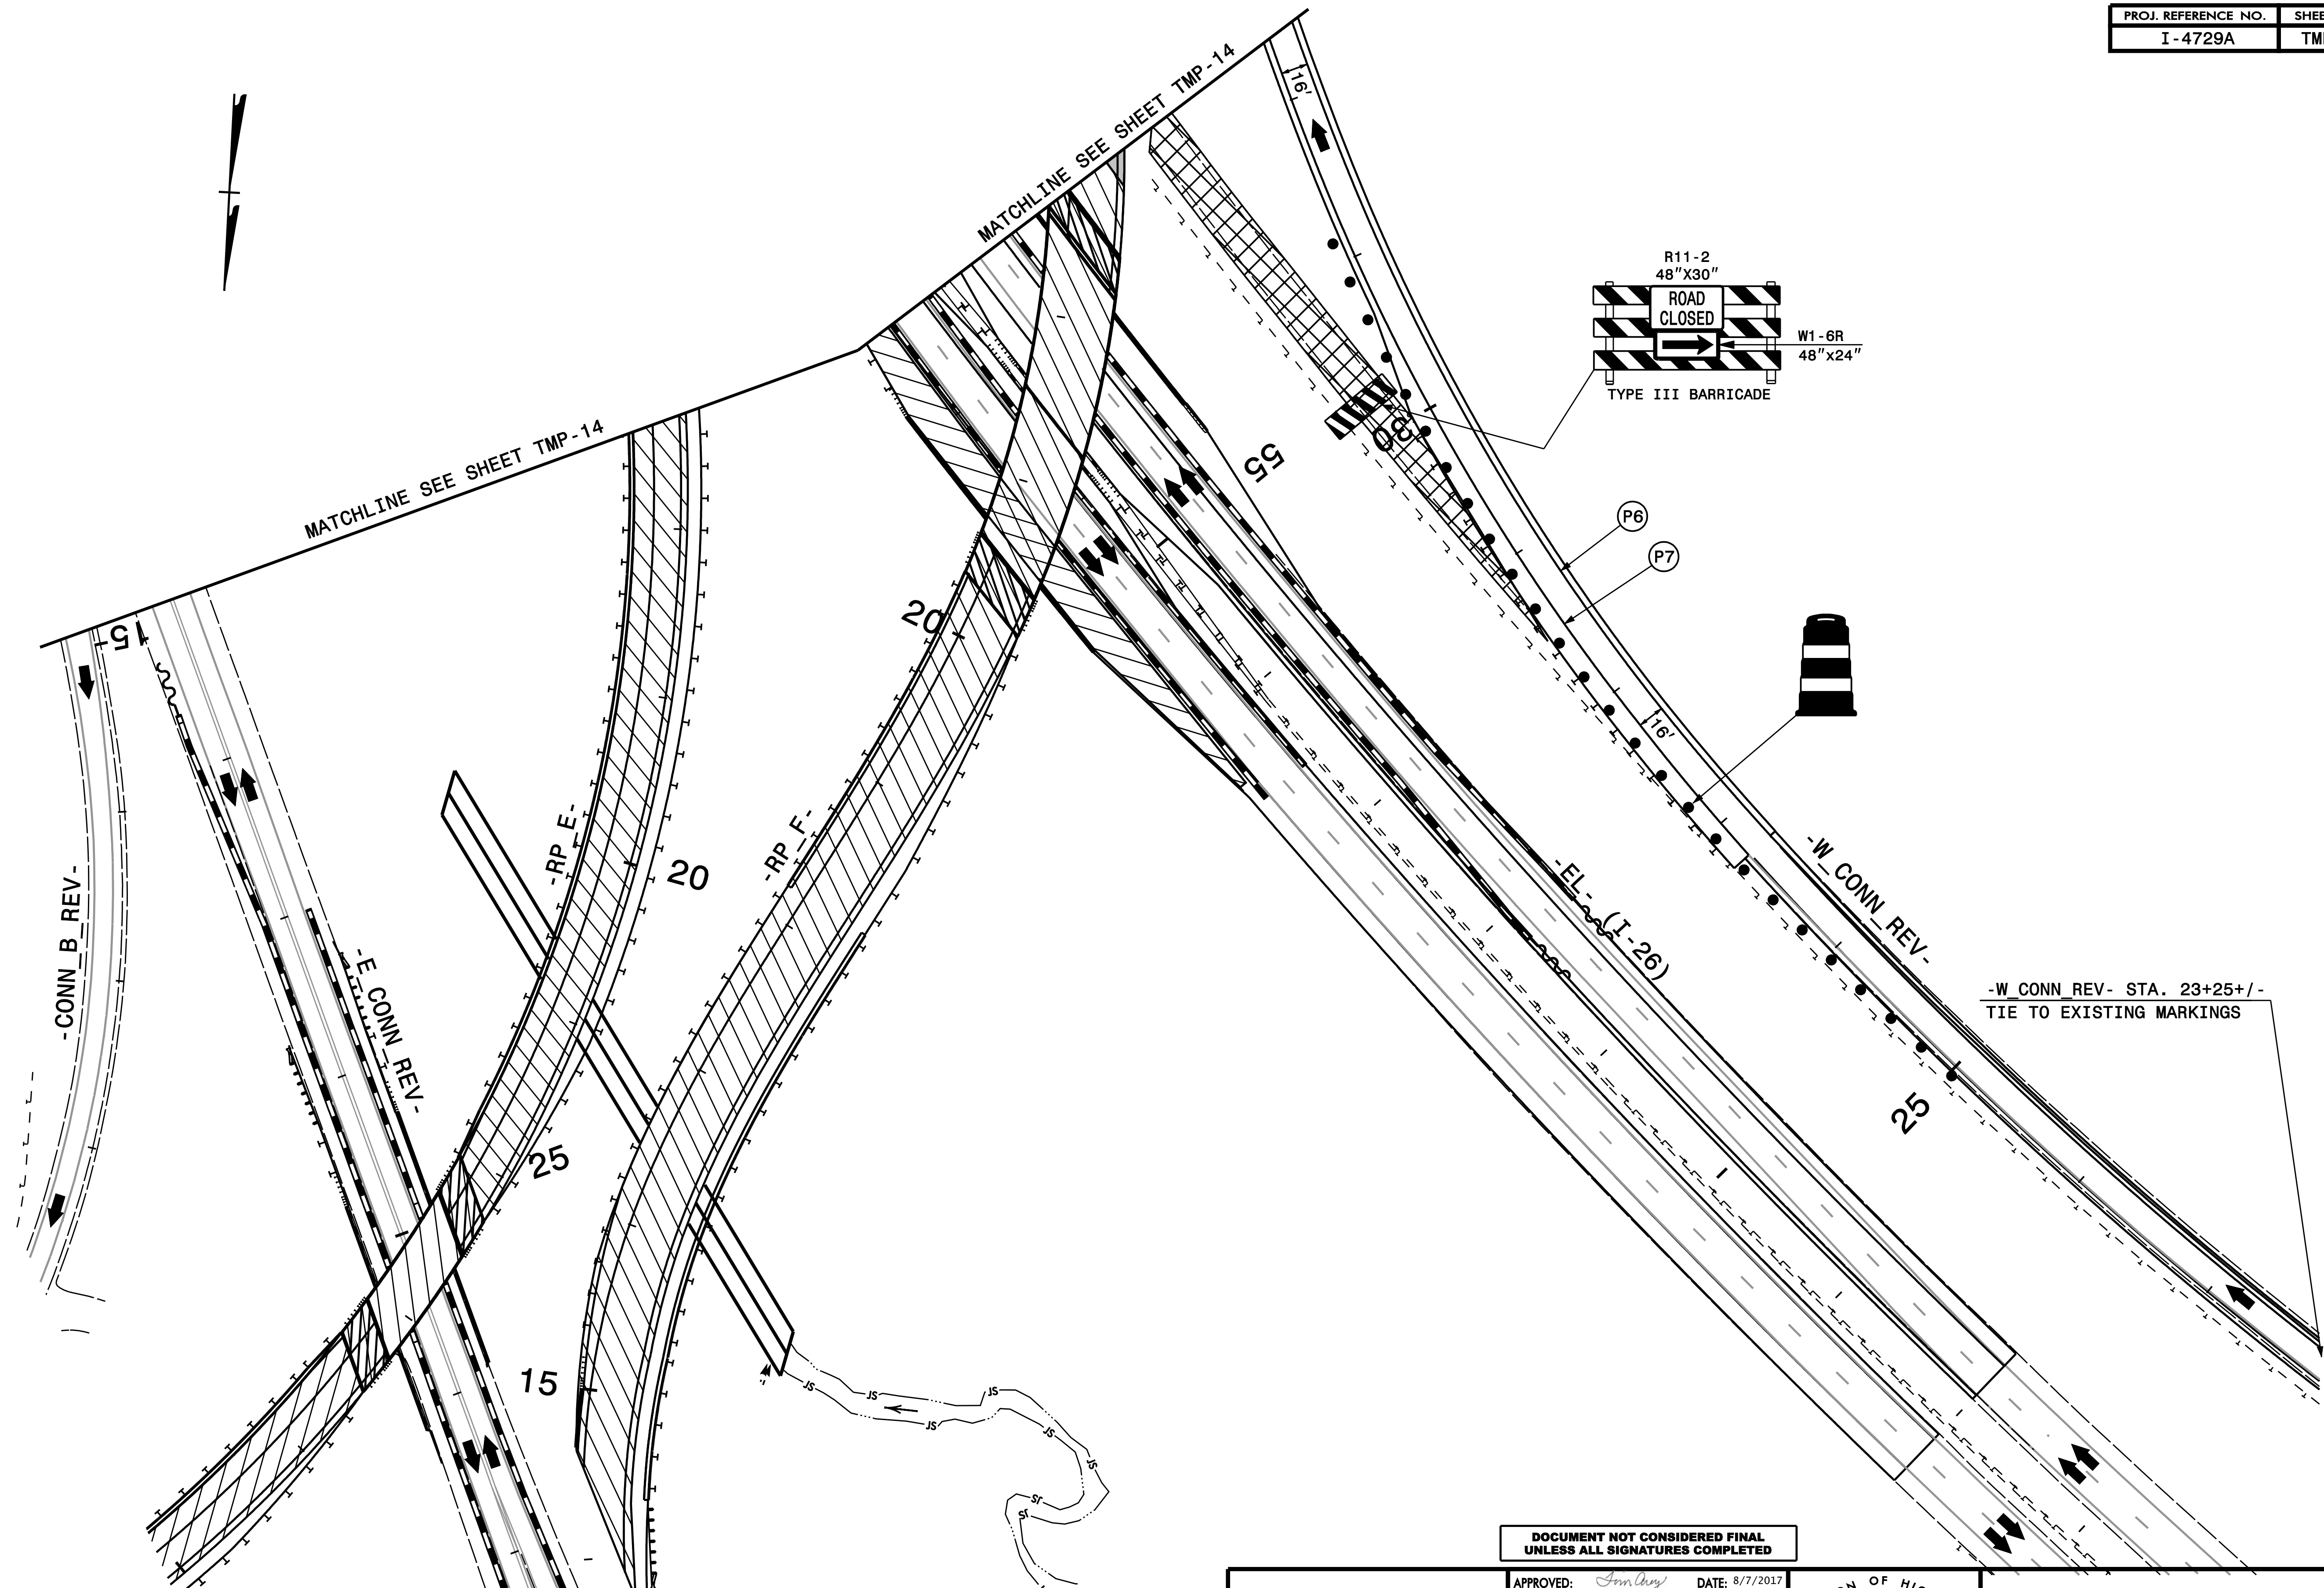 PROJ. REFERENCE NO.
I-4729A
MATCHLINE SEE SHEET TMP-14
16'
R11-2
48"X30"
ROAD
CLOSED
W1-6R
48"x24"
TYPE III BARRICADE
MATCHLINE SEE SHEET TMP-14
55
30
P6
P7
15
20
16'
-RP_E-
-RP_F-
20
-CONN_B_REV-
-E_CONN_REV-
-EL- (I-26)
-W_CONN_REV-
-W_CONN_REV- STA. 23+25+/-
TIE TO EXISTING MARKINGS
25
25
15
JS
JS
JS
JS
JS
JS
JS
JS
DOCUMENT NOT CONSIDERED FINAL
UNLESS ALL SIGNATURES COMPLETED
APPROVED: DATE: 8/7/2017
OF